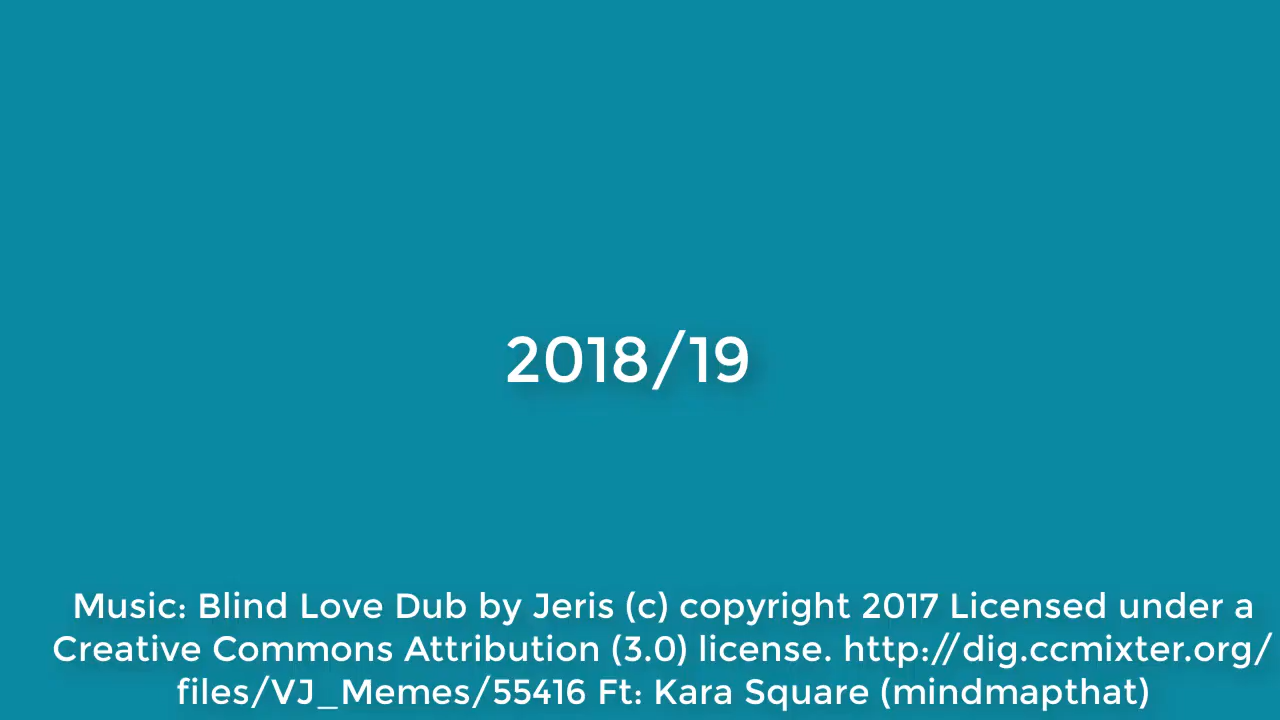 2018/19
Music: Blind Love Dub by Jeris (c) copyright 2017 Licensed under a
Creative Commons Attribution (3.0) license. http://dig.ccmixter.org/
files/VJ_Memes/55416 Ft: Kara Square (mindmapthat)